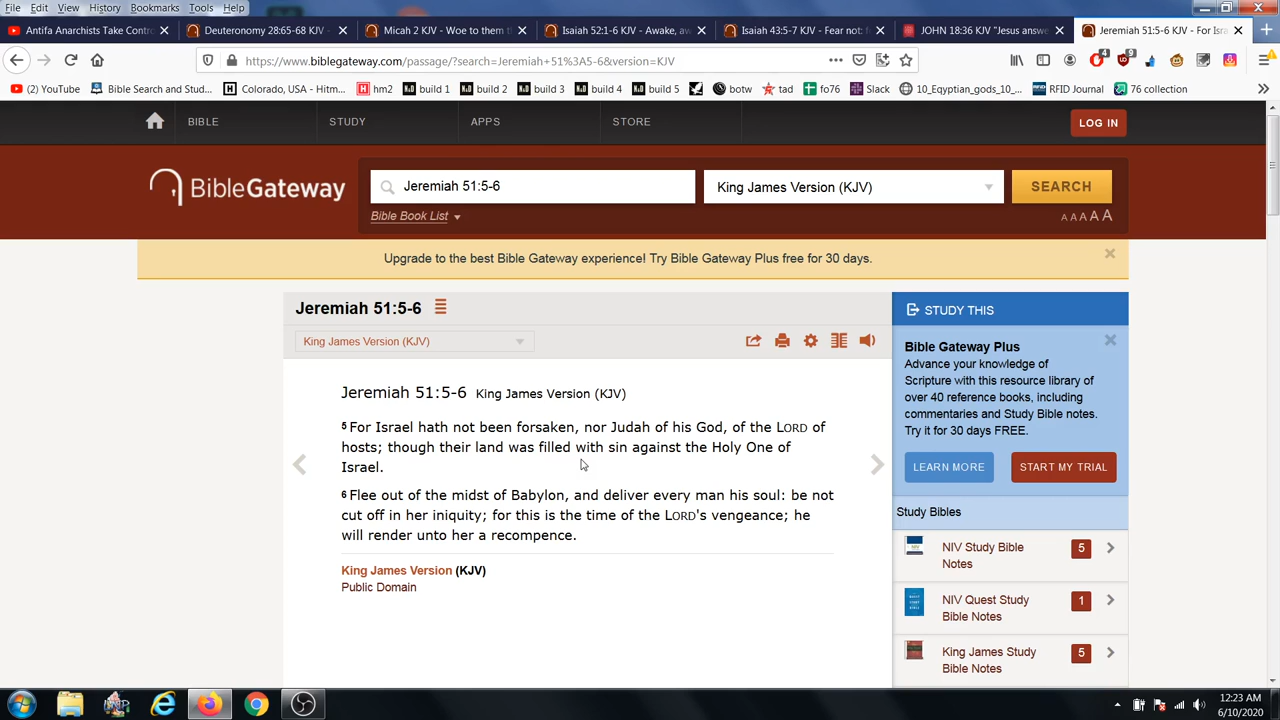 File Edit View History Bookmarks Tools Help
Antifa Anarchists Take Contro
Deuteronomy 28:65-68 KJV -
Micah 2 KJV - Woe to them t
Isaiah 52:1-6 KJV - Awake, aw
Isaiah 43:5-7 KJV - Fear not: f
JOHN 18:36 KJV "Jesus answe
Jeremiah 51:5-6 KJV - For Isra
https://www.biblegateway.com/passage/?search=Jeremiah+51%3A5-6&version=KJV
4
9
(2) YouTube
Bible Search and Stu
Colorado, USA - Hitm
hm2
build 1
build 2
build 3
build 4
build 5
botw
tad
fo76
Slack
10_Egyptian_gods_10_
RFID Journal
76 collection
BIBLE STUDY APPS STORE LOG IN
BibleGateway
Jeremiah 51:5-6
King James Version (KJV)
SEARCH
Bible Book List
A A A A A
Upgrade to the best Bible Gateway experience! Try Bible Gateway Plus free for 30 days.
Jeremiah 51:5-6
King James Version (KJV)
Jeremiah 51:5-6 King James Version (KJV)
5 For Israel hath not been forsaken, nor Judah of his God, of the LORD of
hosts; though their land was filled with sin against the Holy One of
Israel.
6 Flee out of the midst of Babylon, and deliver every man his soul: be not
cut off in her iniquity; for this is the time of the LORD's vengeance; he
will render unto her a recompence.
King James Version (KJV)
Public Domain
STUDY THIS
Bible Gateway Plus
Advance your knowledge of
Scripture with this resource library of
over 40 reference books, including
commentaries and Study Bible notes.
Try it for 30 days FREE.
LEARN MORE
START MY TRIAL
Study Bibles
NIV Study Bible
Notes
5
NIV Quest Study
Bible Notes
1
King James Study
Bible Notes
5
12:23 AM
6/10/2020